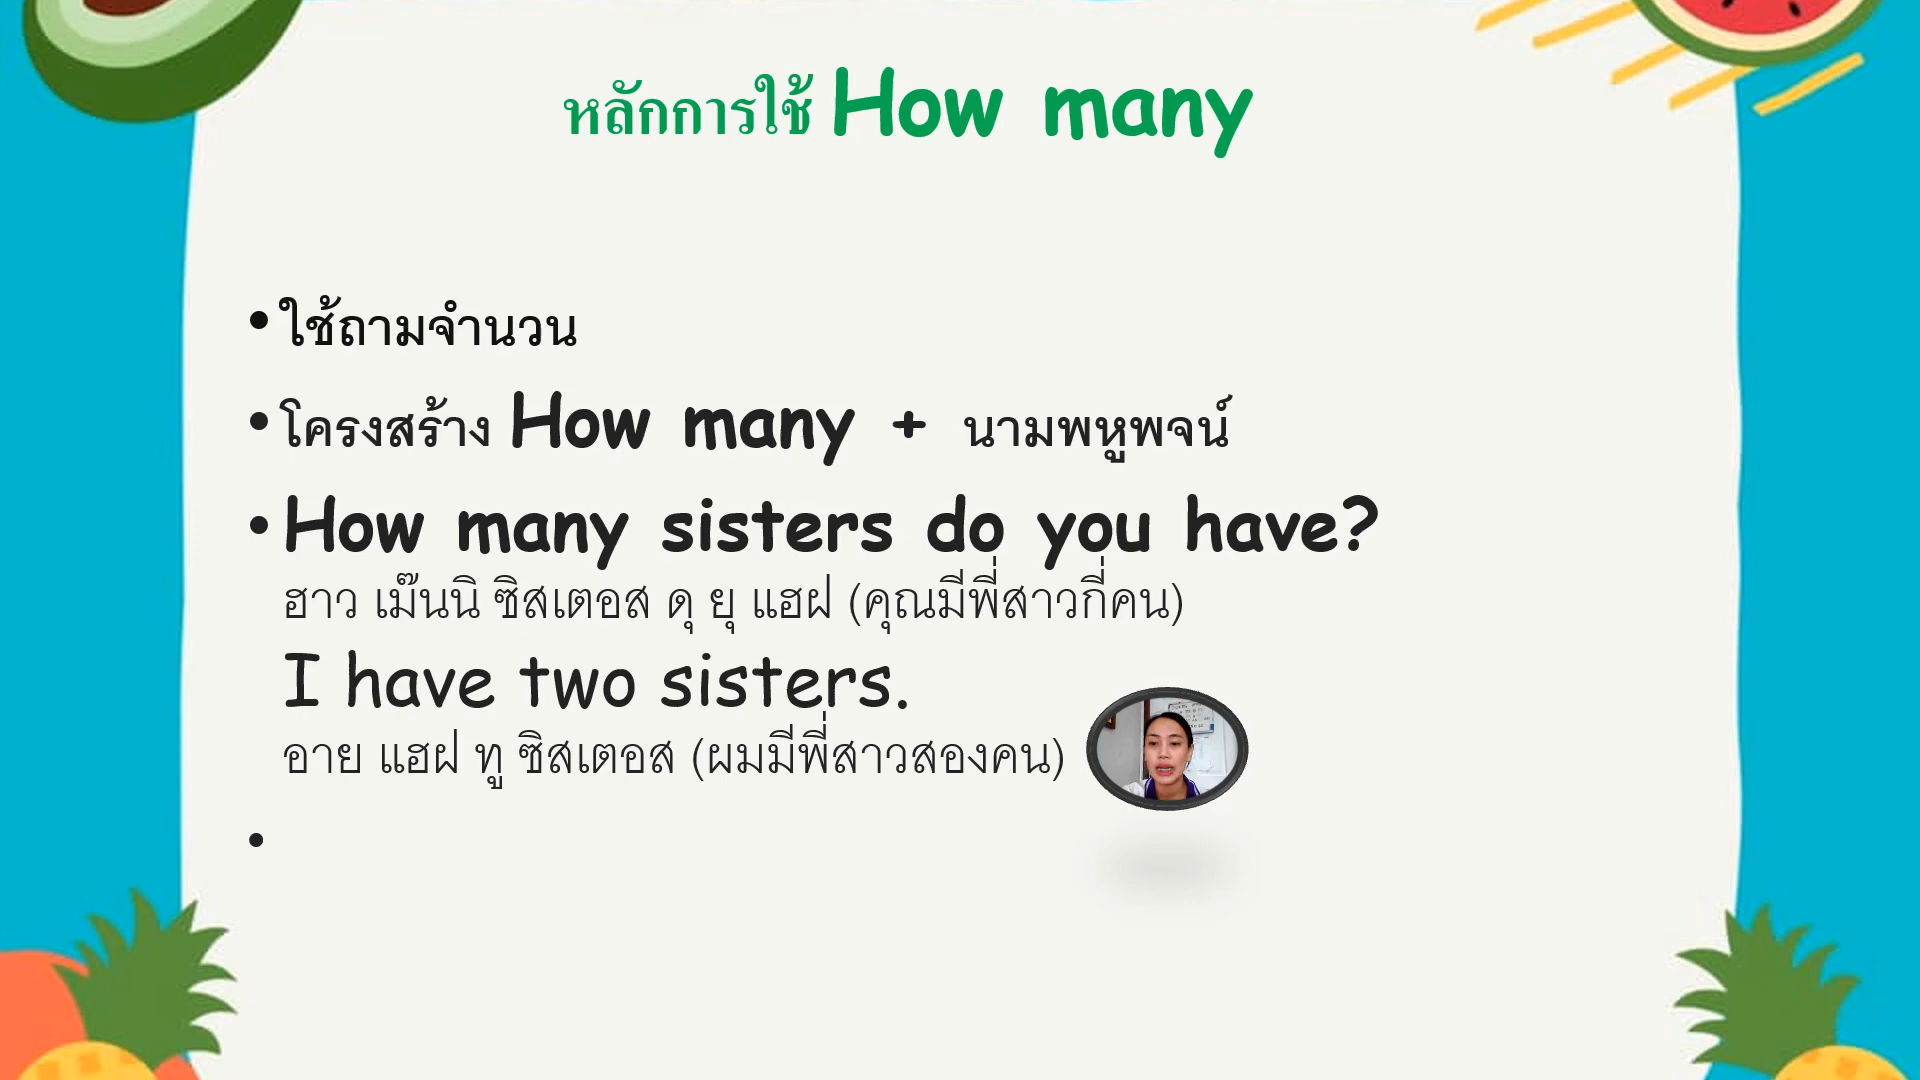 หลักการใช้ How many
• ใช้ถามจำนวน
• โครงสร้าง How many + นามพหูพจน์
• How many sisters do you have?
ฮาว เม๊นนิ ซิสเตอส ดุ ยุ แฮฝ (คุณมีพี่สาวกี่คน)
I have two sisters.
อาย แฮฝ ทู ซิสเตอส (ผมมีพี่สาวสองคน)
•